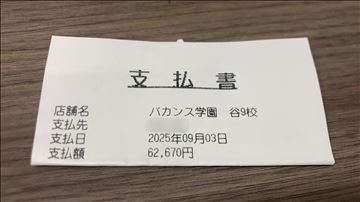 支払書
店舗名 バカンス学園 谷9校
支払先
支払日 2025年09月03日
支払額 62,670円